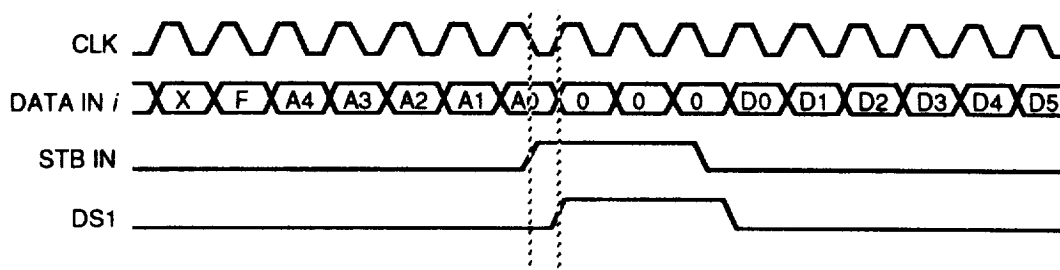 CLK
DATA IN i X F A4 A3 A2 A1 A0 0 0 0 D0 D1 D2 D3 D4 D5
STB IN
DS1